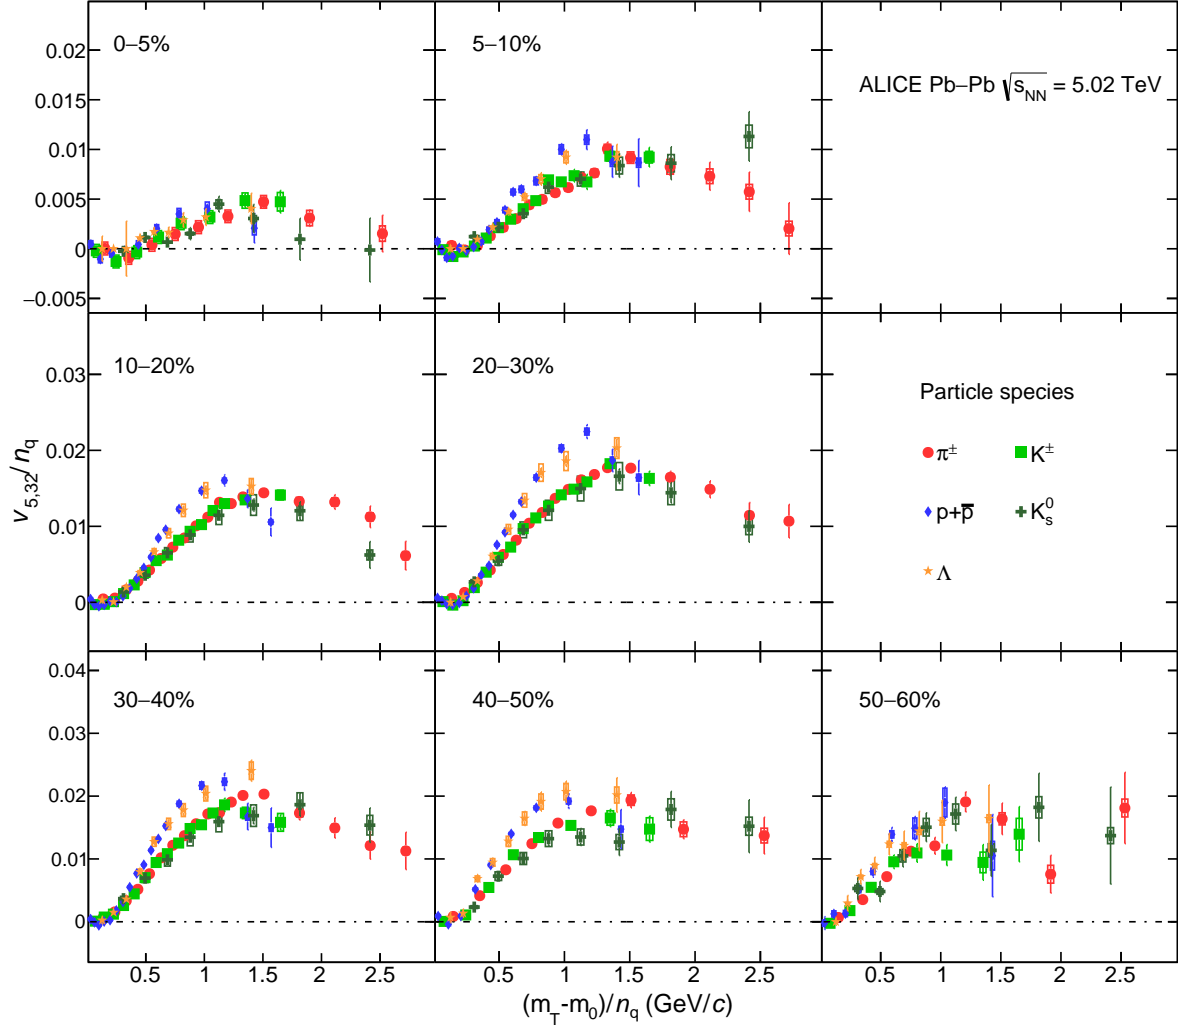 0–5%
5–10%
ALICE Pb–Pb √s_NN = 5.02 TeV
0.02
0.015
0.01
0.005
0
−0.005
10–20%
20–30%
0.03
0.02
0.01
0
Particle species
π±
K±
p+p̅
K⁰ₛ
Λ
v₅,₃₂/n_q
30–40%
40–50%
50–60%
0.04
0.03
0.02
0.01
0
0.5 1 1.5 2 2.5
0.5 1 1.5 2 2.5
0.5 1 1.5 2 2.5
(m_T-m₀)/n_q (GeV/c)